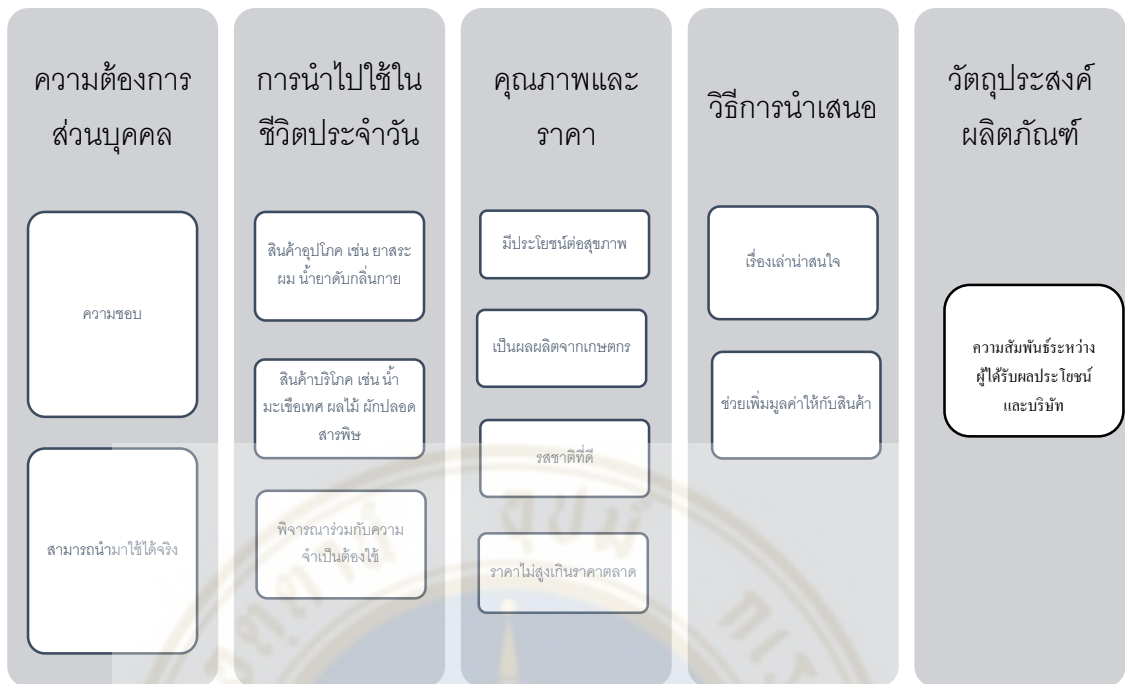 ความต้องการ
ส่วนบุคคล
ความชอบ
สามารถนำมาใช้ได้จริง
การนำไปใช้ใน
ชีวิตประจำวัน
สินค้าอุปโภค เช่น ยาสระ
ผม น้ำยาดับกลิ่นกาย
สินค้าบริโภค เช่น น้ำ
มะเขือเทศ ผลไม้ ผักปลอด
สารพิษ
พิจารณาร่วมกับความ
จำเป็นต้องใช้
คุณภาพและ
ราคา
มีประโยชน์ต่อสุขภาพ
เป็นผลผลิตจากเกษตกร
รสชาติที่ดี
ราคาไม่สูงเกินราคาตลาด
วิธีการนำเสนอ
เรื่องเล่าน่าสนใจ
ช่วยเพิ่มมูลค่าให้กับสินค้า
วัตถุประสงค์
ผลิตภัณฑ์
ความสัมพันธ์ระหว่าง
ผู้ได้รับผลประโยชน์
และบริษัท